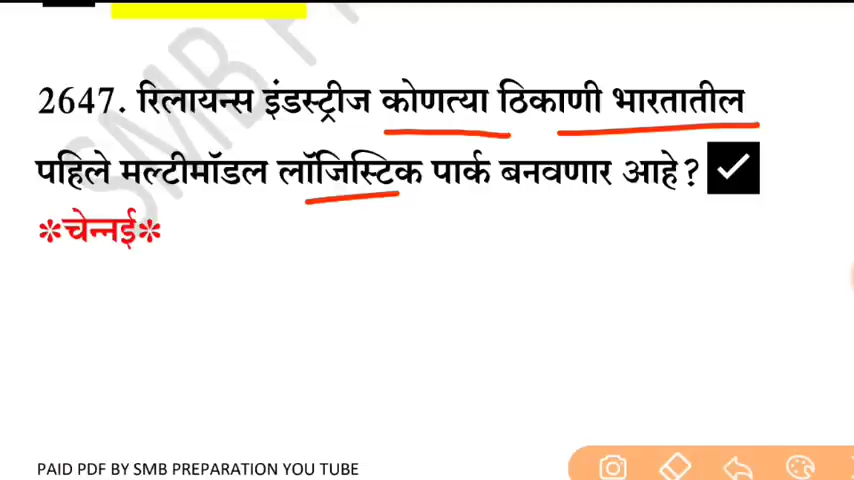 2647. रिलायन्स इंडस्ट्रीज कोणत्या ठिकाणी भारतातील
पहिले मल्टीमॉडल लॉजिस्टिक पार्क बनवणार आहे?
*चेन्नई*
PAID PDF BY SMB PREPARATION YOU TUBE